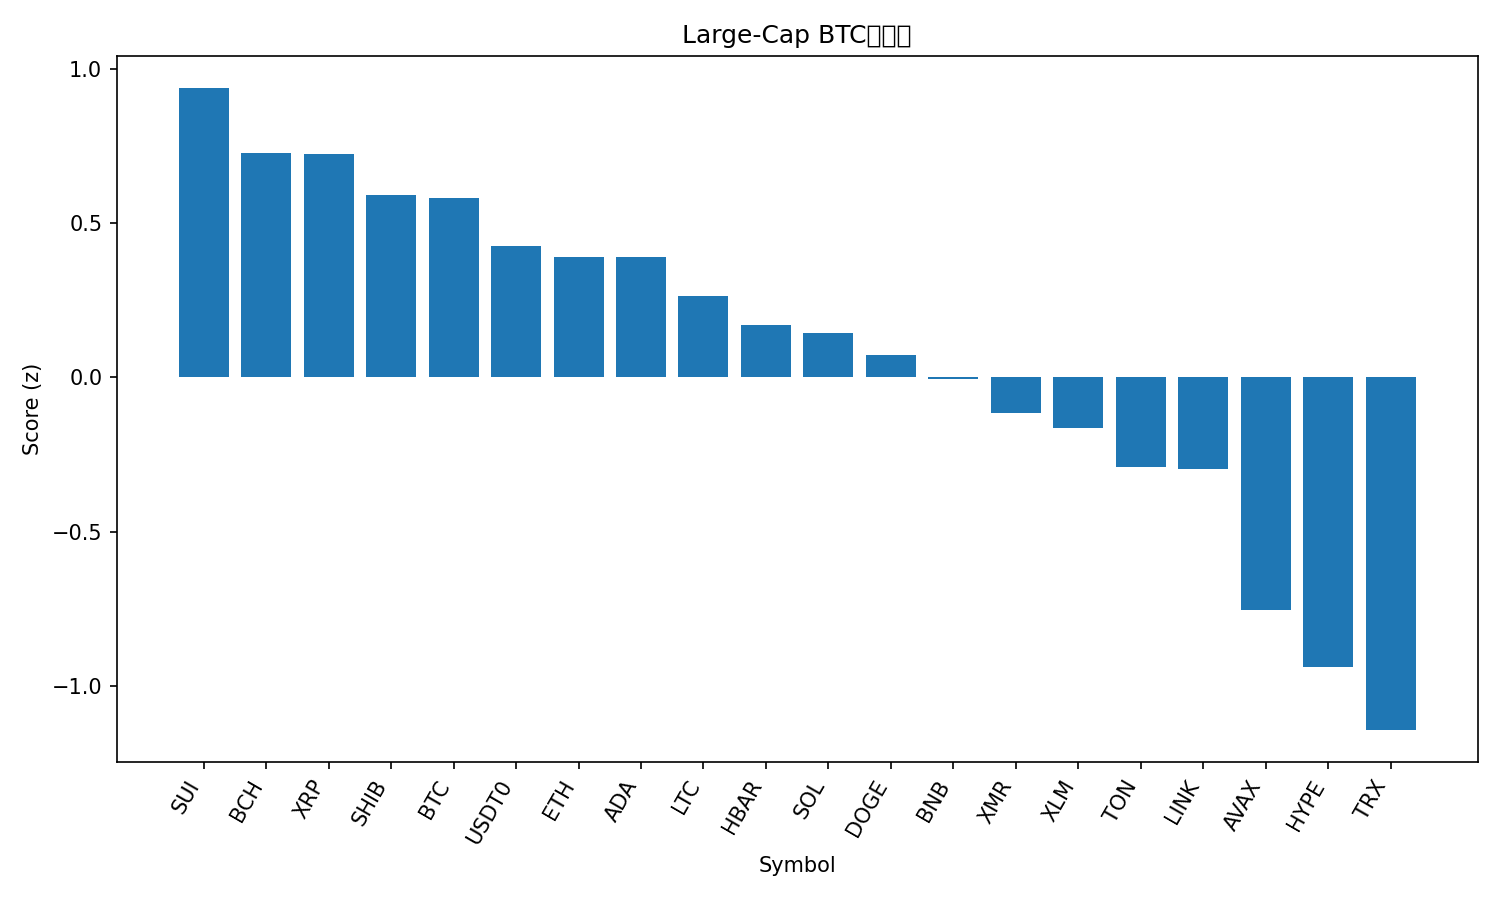 Large-Cap BTC
1.0
0.5
0.0
−0.5
−1.0
Score (z)
SUI
BCH
XRP
SHIB
BTC
USDT0
ETH
ADA
LTC
HBAR
SOL
DOGE
BNB
XMR
XLM
TON
LINK
AVAX
HYPE
TRX
Symbol